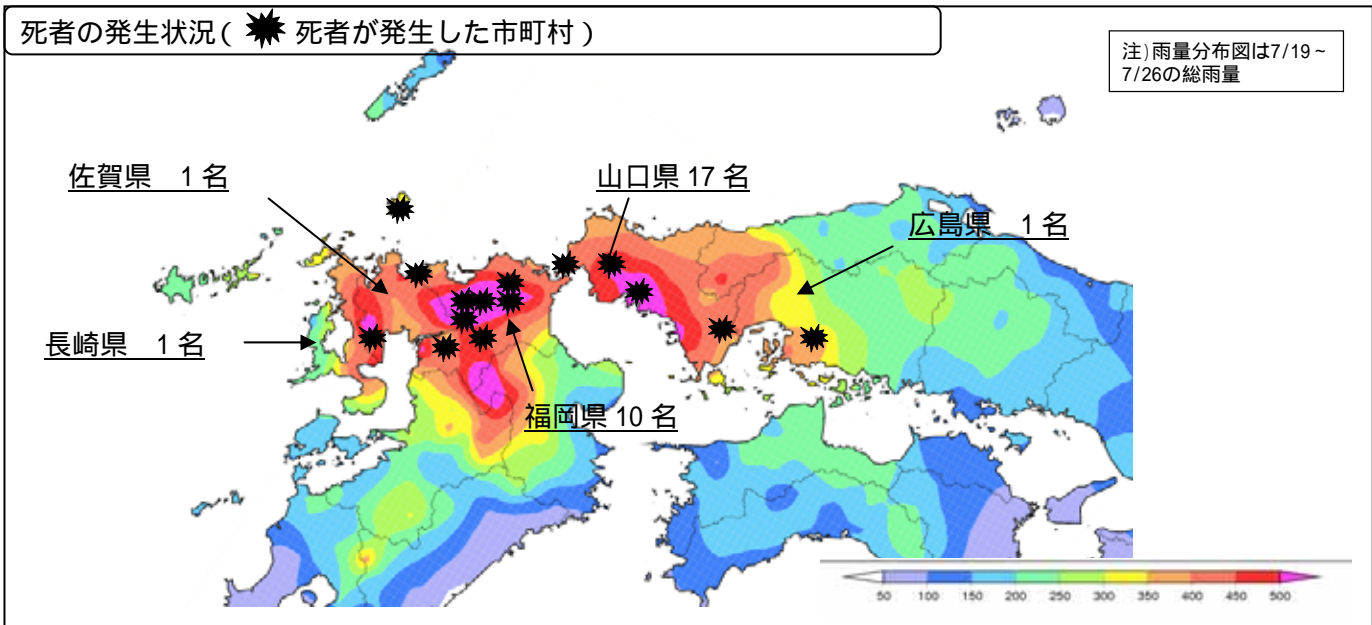 死者の発生状況( 死者が発生した市町村 )
注)雨量分布図は7/19~
7/26の総雨量
佐賀県 1 名
山口県 17 名
広島県 1 名
長崎県 1 名
福岡県 10 名
50 100 150 200 250 300 350 400 450 500